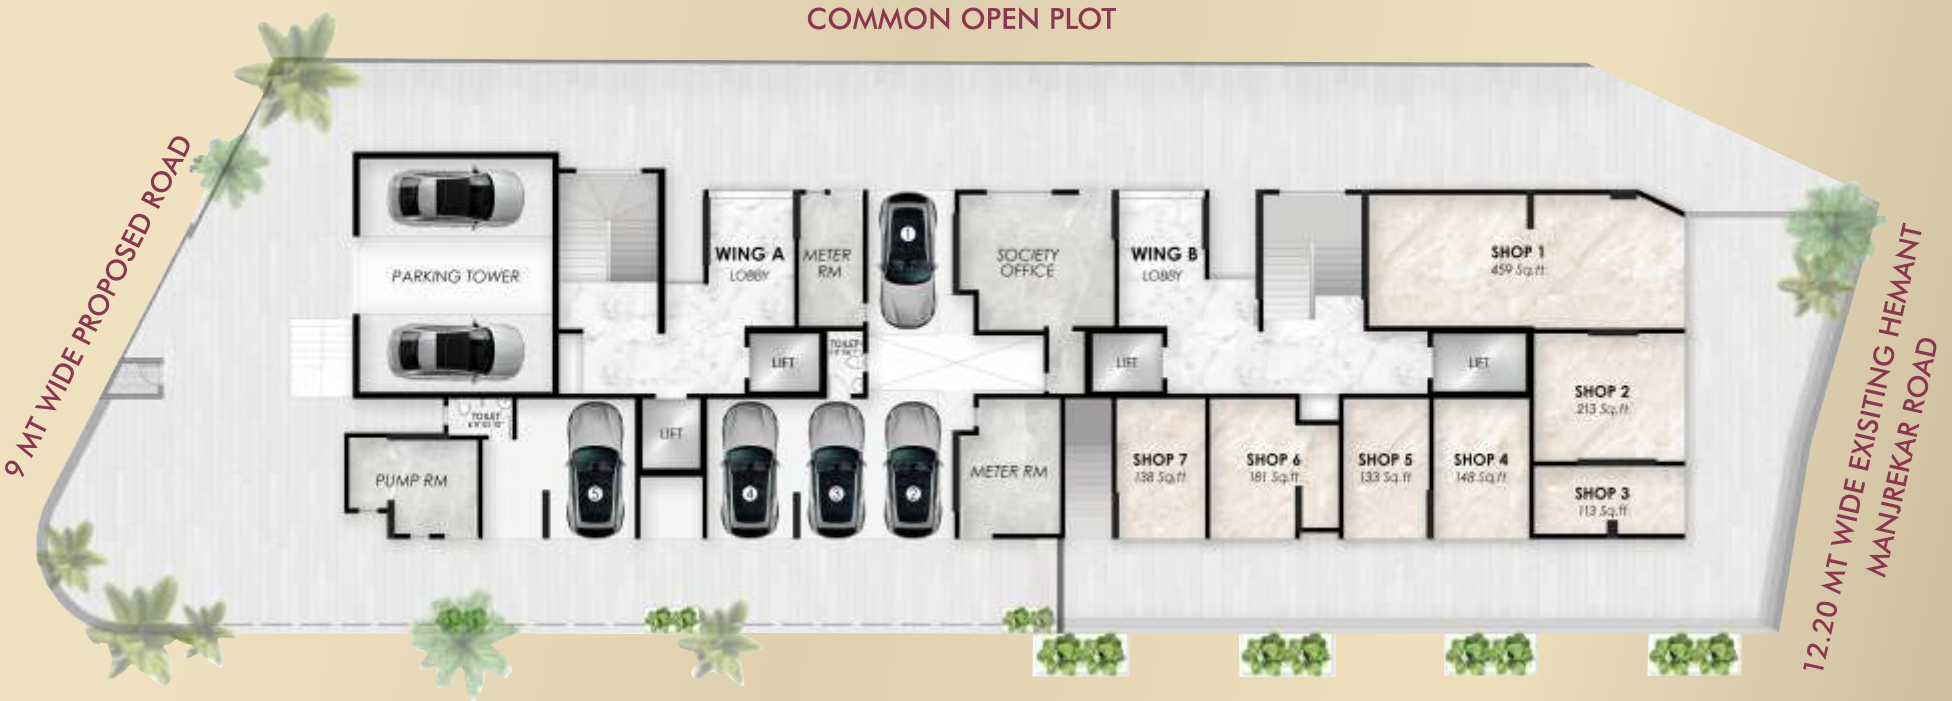 COMMON OPEN PLOT
9 MT WIDE PROPOSED ROAD
PARKING TOWER
WING A
LOBBY
METER
RM
1
SOCIETY
OFFICE
WING B
LOBBY
SHOP 1
459 Sq.ft
LIFT
TOILET
LIFT
LIFT
SHOP 2
213 Sq.ft
TOILET
LIFT
PUMP RM
5
4
3
2
METER RM
SHOP 7
138 Sq.ft
SHOP 6
181 Sq.ft
SHOP 5
133 Sq.ft
SHOP 4
148 Sq.ft
SHOP 3
113 Sq.ft
12.20 MT WIDE EXISITING HEMANT
MANJREKAR ROAD